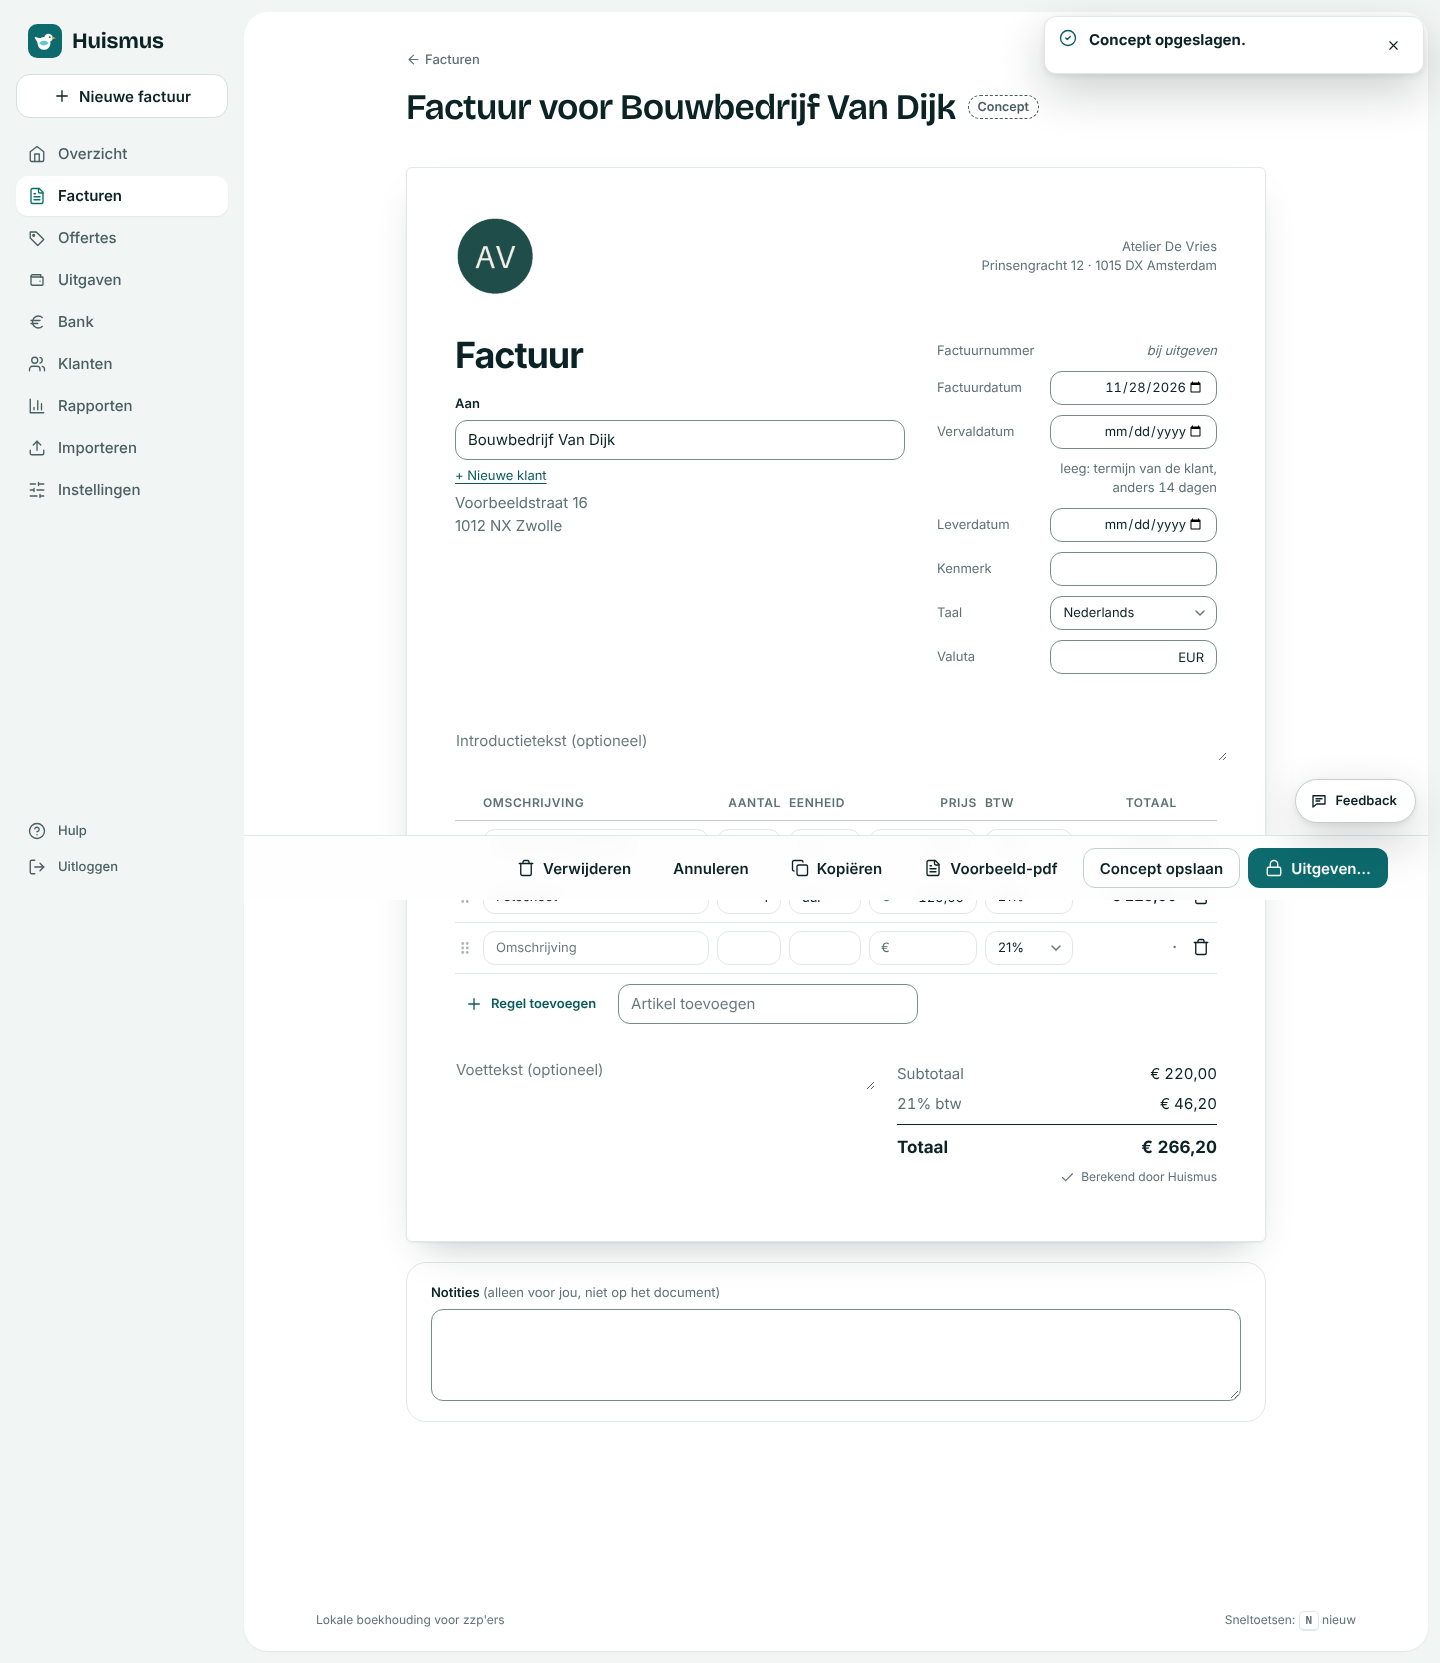 Huismus
Nieuwe factuur
Overzicht
Facturen
Offertes
Uitgaven
Bank
Klanten
Rapporten
Importeren
Instellingen
Hulp
Uitloggen
Concept opgeslagen.
Facturen
Factuur voor Bouwbedrijf Van Dijk
Concept
AV
Atelier De Vries
Prinsengracht 12 · 1015 DX Amsterdam
Factuur
Aan
Bouwbedrijf Van Dijk
+ Nieuwe klant
Voorbeeldstraat 16
1012 NX Zwolle
Factuurnummer bij uitgeven
Factuurdatum 11/28/2026
Vervaldatum mm/dd/yyyy
leeg: termijn van de klant,
anders 14 dagen
Leverdatum mm/dd/yyyy
Kenmerk
Taal Nederlands
Valuta EUR
Introductietekst (optioneel)
OMSCHRIJVING AANTAL EENHEID PRIJS BTW TOTAAL
Feedback
Verwijderen Annuleren Kopiëren Voorbeeld-pdf Concept opslaan Uitgeven...
Omschrijving € 21% ·
Regel toevoegen Artikel toevoegen
Voettekst (optioneel)
Subtotaal € 220,00
21% btw € 46,20
Totaal € 266,20
Berekend door Huismus
Notities (alleen voor jou, niet op het document)
Lokale boekhouding voor zzp'ers
Sneltoetsen: N nieuw